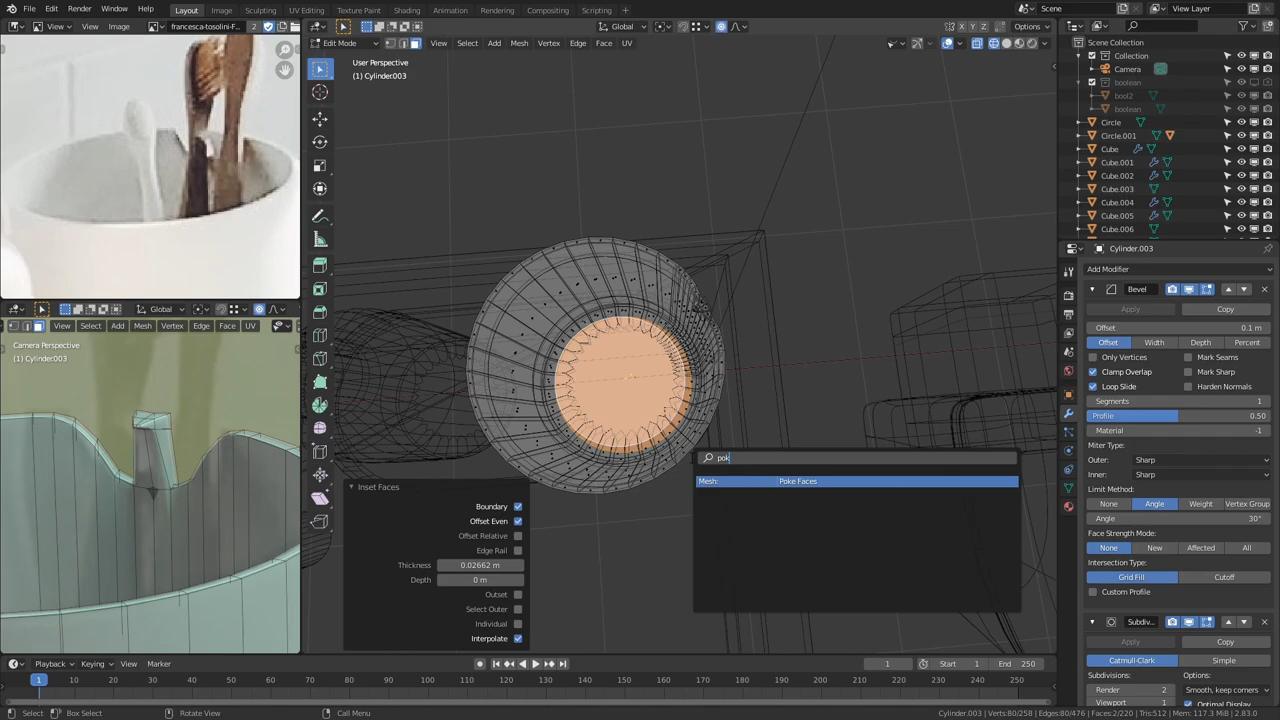 File Edit Render Window Help
Layout Image Sculpting UV Editing Texture Paint Shading Animation Rendering Compositing Scripting
Scene
View Layer
View View Image francesca-tosolini-F... 2
Global
Options
Edit Mode View Select Add Mesh Vertex Edge Face UV
User Perspective
(1) Cylinder.003
Scene Collection
Collection
Camera
boolean
bool2
boolean
Circle
Circle.001
Cube
Cube.001
Cube.002
Cube.003
Cube.004
Cube.005
Cube.006
Global
View Select Add Mesh Vertex Edge Face UV
Camera Perspective
(1) Cylinder.003
Inset Faces
Boundary
Offset Even
Offset Relative
Edge Rail
Thickness 0.02662 m
Depth 0 m
Outset
Select Outer
Individual
Interpolate
pok
Mesh: Poke Faces
Cylinder.003
Add Modifier
Bevel
Apply Copy
Offset 0.1 m
Offset Width Depth Percent
Only Vertices Mark Seams
Clamp Overlap Mark Sharp
Loop Slide Harden Normals
Segments 1
Profile 0.50
Material -1
Miter Type:
Outer: Sharp
Inner: Sharp
Limit Method:
None Angle Weight Vertex Group
Angle 30°
Face Strength Mode:
None New Affected All
Intersection Type:
Grid Fill Cutoff
Custom Profile
Subdiv...
Apply Copy
Catmull-Clark Simple
Subdivisions: Options:
Render 2 Smooth, keep corners
Optimal Display
Playback Keying View Marker
1 Start 1 End 250
1 10 20 30 40 50 60 70 80 90 100 110 120 130 140 150 160 170 180 190 200 210 220 230 240 250
Select Box Select Rotate View Call Menu
Cylinder.003 | Verts:80/258 | Edges:80/476 | Faces:2/220 | Tris:512 | Mem: 117.3 MiB | 2.83.0